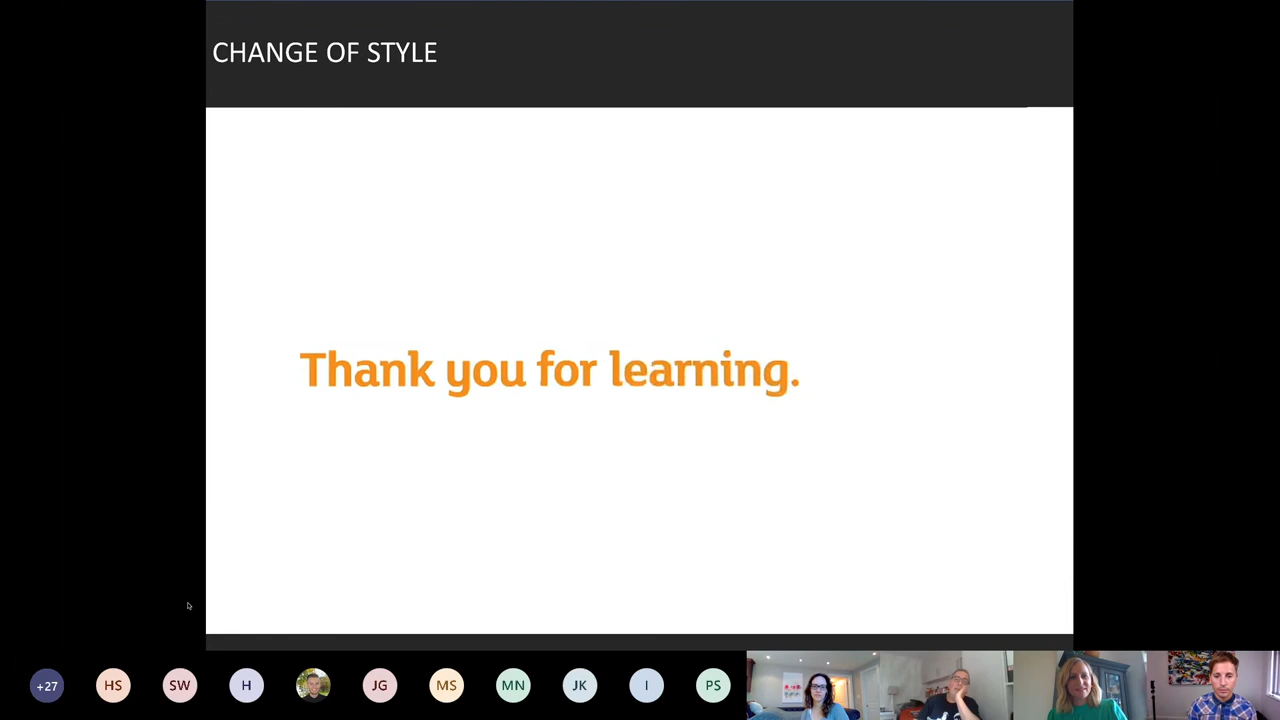 CHANGE OF STYLE
Thank you for learning.
+27
HS
SW
H
JG
MS
MN
JK
I
PS